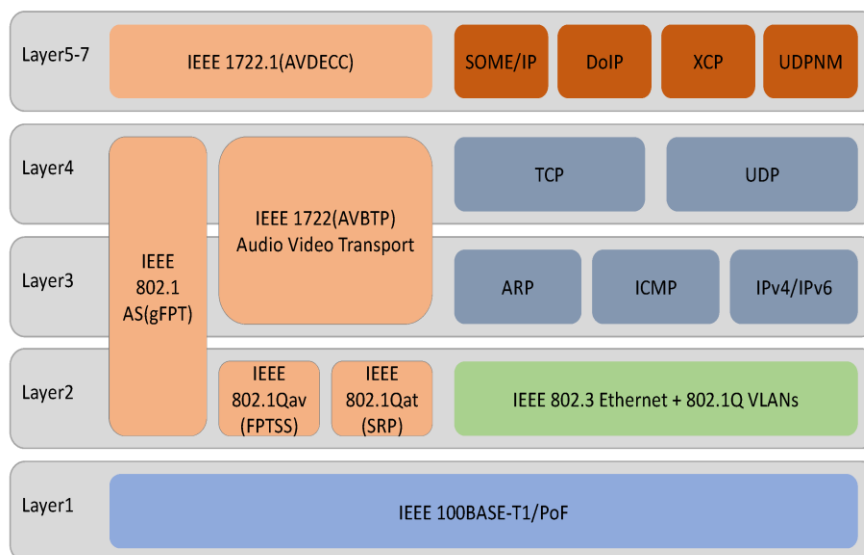 Layer5-7
IEEE 1722.1(AVDECC)
SOME/IP
DoIP
XCP
UDPNM
Layer4
TCP
UDP
IEEE 1722(AVBTP)
Audio Video Transport
IEEE
802.1
AS(gFPT)
Layer3
ARP
ICMP
IPv4/IPv6
Layer2
IEEE
802.1Qav
(FPTSS)
IEEE
802.1Qat
(SRP)
IEEE 802.3 Ethernet + 802.1Q VLANs
Layer1
IEEE 100BASE-T1/PoF